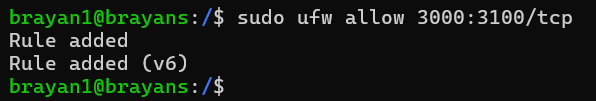 brayan1@brayans:/$ sudo ufw allow 3000:3100/tcp
Rule added
Rule added (v6)
brayan1@brayans:/$